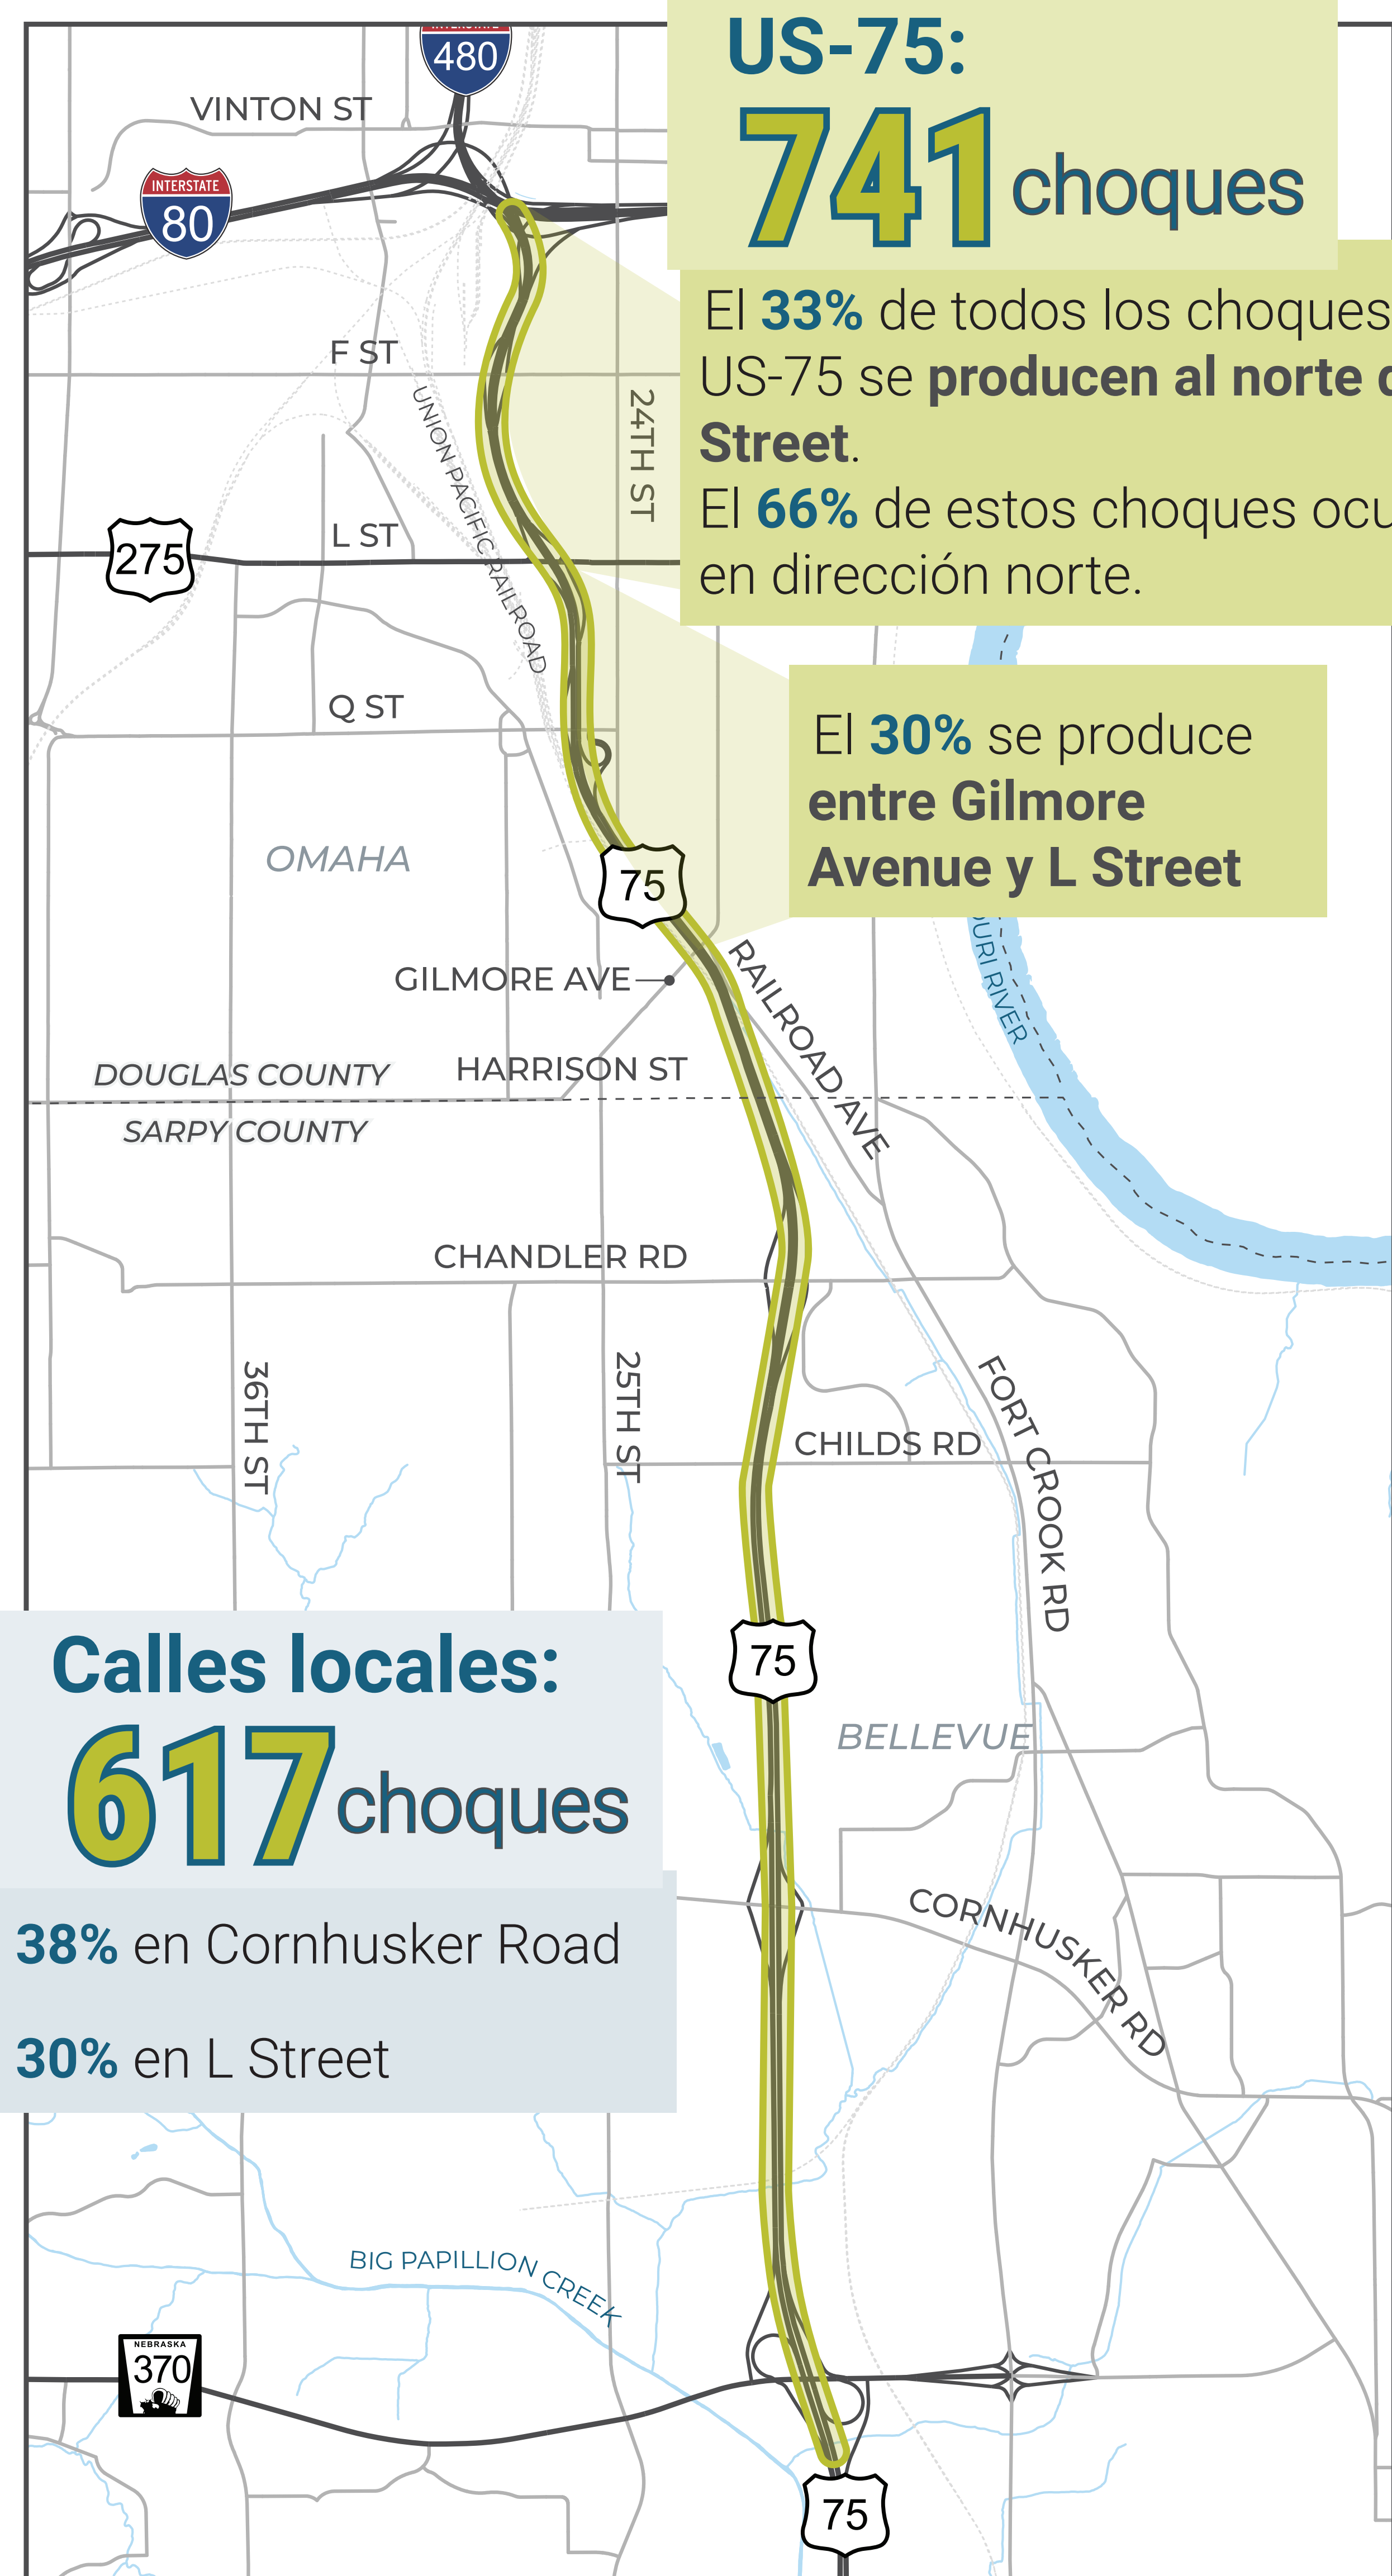 US-75:
741 choques
El 33% de todos los choques
US-75 se producen al norte
Street.
El 66% de estos choques
en dirección norte.
El 30% se produce
entre Gilmore
Avenue y L Street
INTERSTATE
480
VINTON ST
INTERSTATE
80
F ST
UNION PACIFIC RAILROAD
24TH ST
L ST
275
Q ST
OMAHA
75
GILMORE AVE
RAILROAD AVE
RIVER
HARRISON ST
DOUGLAS COUNTY
SARPY COUNTY
CHANDLER RD
36TH ST
25TH ST
CHILDS RD
FORT CROOK RD
75
BELLEVUE
Calles locales:
617 choques
38% en Cornhusker Road
30% en L Street
CORNHUSKER RD
BIG PAPILLION CREEK
NEBRASKA
370
75